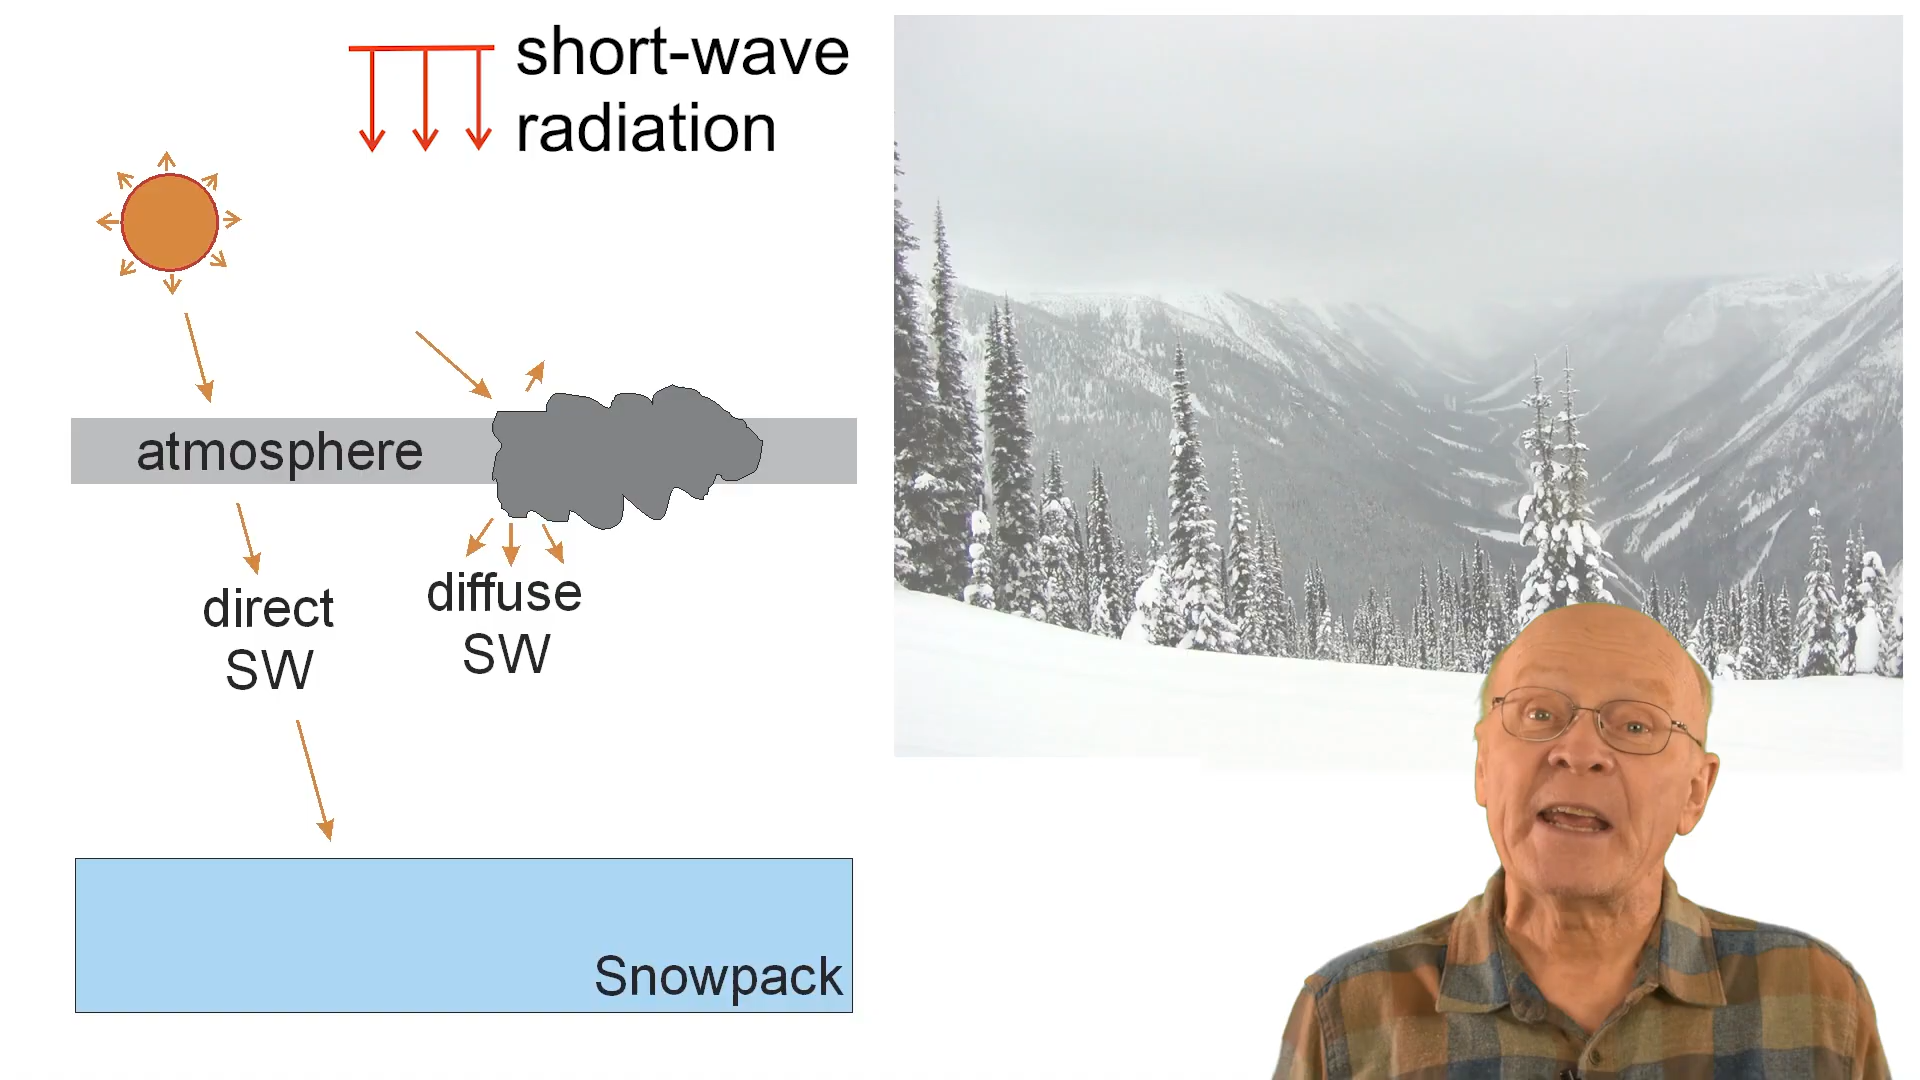 short-wave
radiation
atmosphere
direct
SW
diffuse
SW
Snowpack